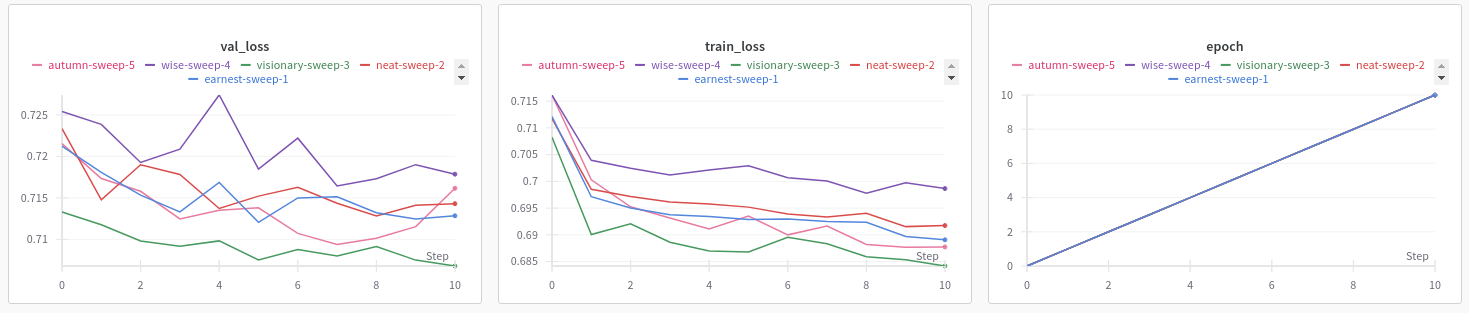 val_loss
autumn-sweep-5 wise-sweep-4 visionary-sweep-3 neat-sweep-2
earnest-sweep-1
0.725
0.72
0.715
0.71
Step
0 2 4 6 8 10
train_loss
autumn-sweep-5 wise-sweep-4 visionary-sweep-3 neat-sweep-2
earnest-sweep-1
0.715
0.71
0.705
0.7
0.695
0.69
0.685
Step
0 2 4 6 8 10
epoch
autumn-sweep-5 wise-sweep-4 visionary-sweep-3 neat-sweep-2
earnest-sweep-1
10
8
6
4
2
0
Step
0 2 4 6 8 10